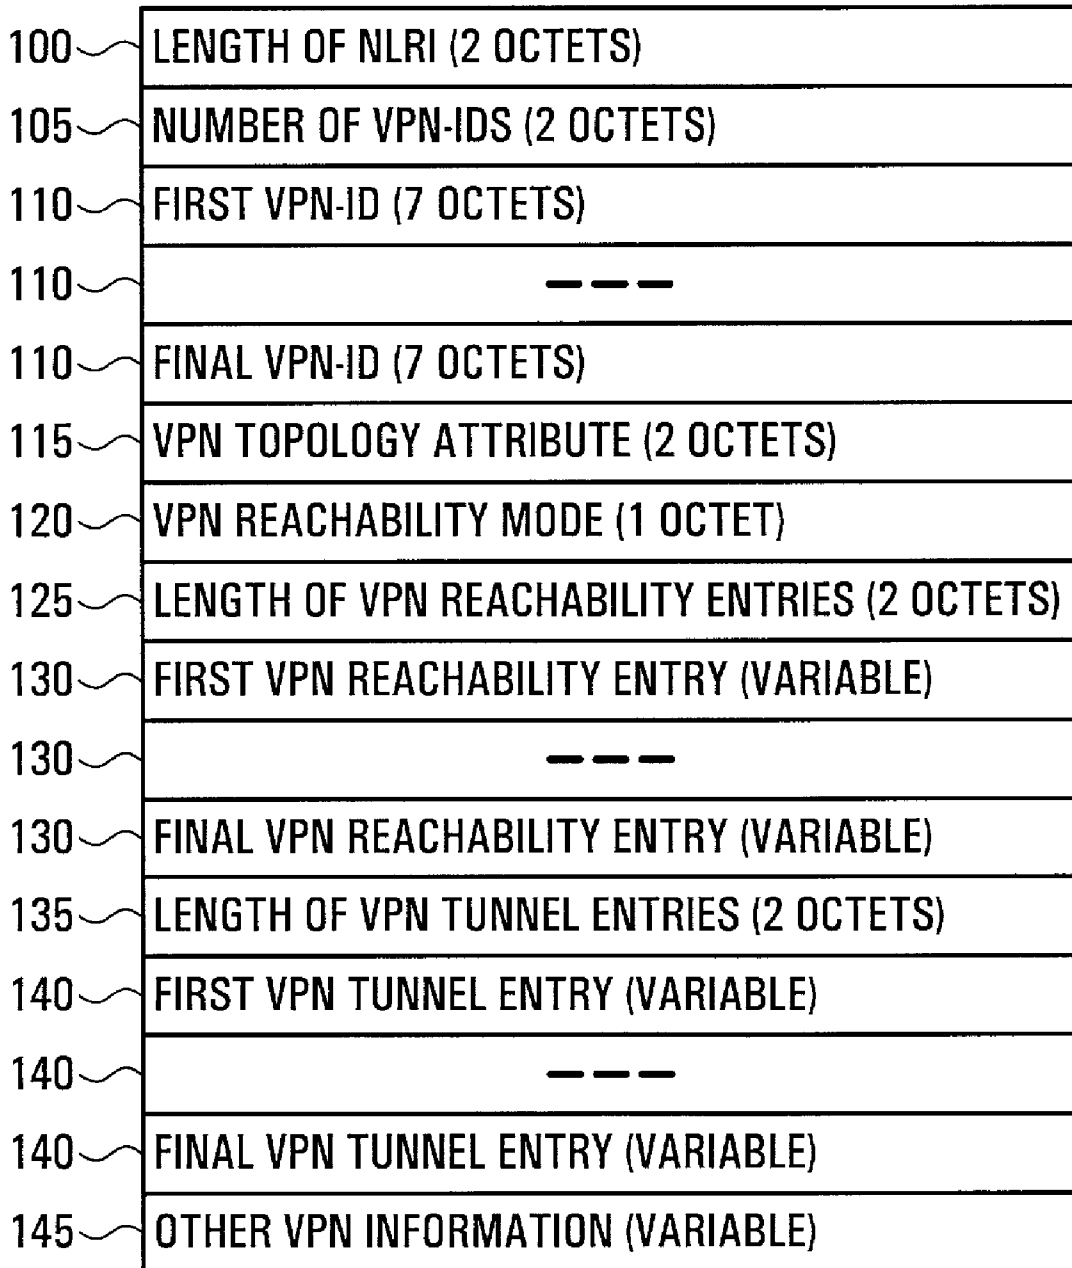 100 LENGTH OF NLRI (2 OCTETS)
105 NUMBER OF VPN-IDS (2 OCTETS)
110 FIRST VPN-ID (7 OCTETS)
110 ———
110 FINAL VPN-ID (7 OCTETS)
115 VPN TOPOLOGY ATTRIBUTE (2 OCTETS)
120 VPN REACHABILITY MODE (1 OCTET)
125 LENGTH OF VPN REACHABILITY ENTRIES (2 OCTETS)
130 FIRST VPN REACHABILITY ENTRY (VARIABLE)
130 ———
130 FINAL VPN REACHABILITY ENTRY (VARIABLE)
135 LENGTH OF VPN TUNNEL ENTRIES (2 OCTETS)
140 FIRST VPN TUNNEL ENTRY (VARIABLE)
140 ———
140 FINAL VPN TUNNEL ENTRY (VARIABLE)
145 OTHER VPN INFORMATION (VARIABLE)